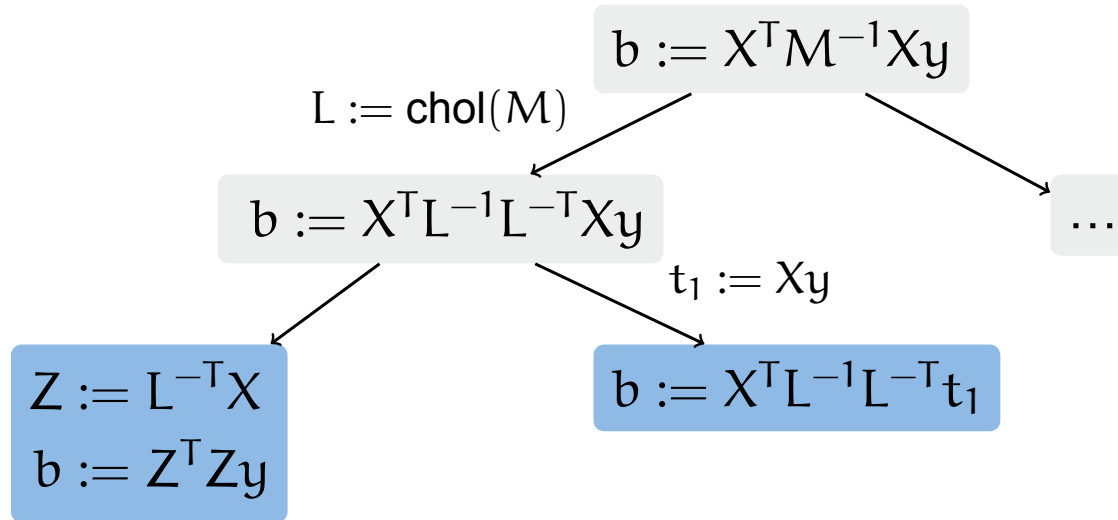 b := XᵀM⁻¹Xy
L := chol(M)
b := XᵀL⁻¹L⁻ᵀXy
...
t₁ := Xy
Z := L⁻ᵀX
b := ZᵀZy
b := XᵀL⁻¹L⁻ᵀt₁